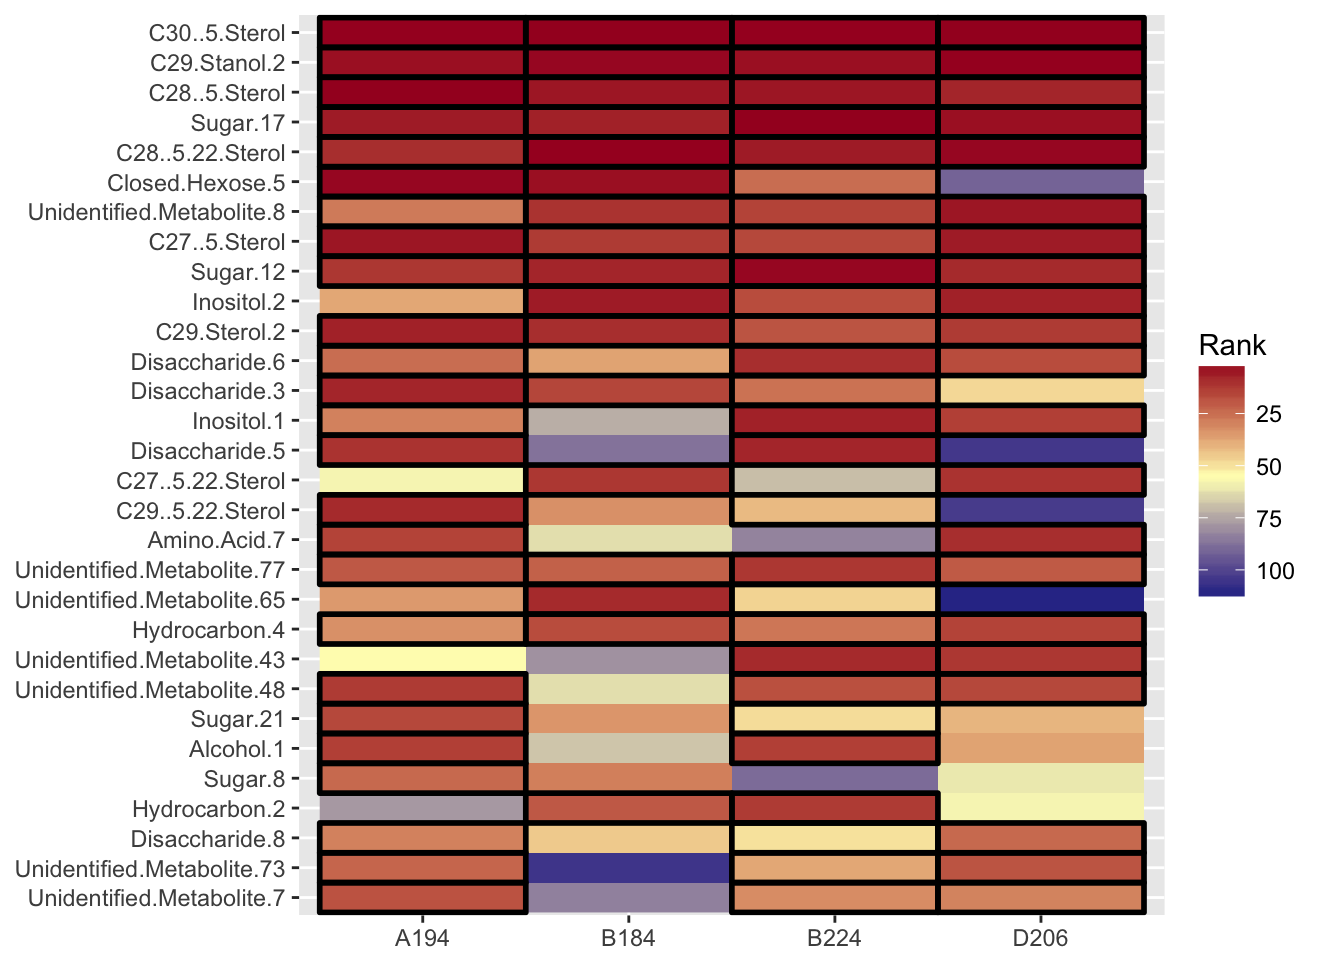 C30..5.Sterol
C29.Stanol.2
C28..5.Sterol
Sugar.17
C28..5.22.Sterol
Closed.Hexose.5
Unidentified.Metabolite.8
C27..5.Sterol
Sugar.12
Inositol.2
C29.Sterol.2
Disaccharide.6
Disaccharide.3
Inositol.1
Disaccharide.5
C27..5.22.Sterol
C29..5.22.Sterol
Amino.Acid.7
Unidentified.Metabolite.77
Unidentified.Metabolite.65
Hydrocarbon.4
Unidentified.Metabolite.43
Unidentified.Metabolite.48
Sugar.21
Alcohol.1
Sugar.8
Hydrocarbon.2
Disaccharide.8
Unidentified.Metabolite.73
Unidentified.Metabolite.7
A194 B184 B224 D206
Rank
25
50
75
100